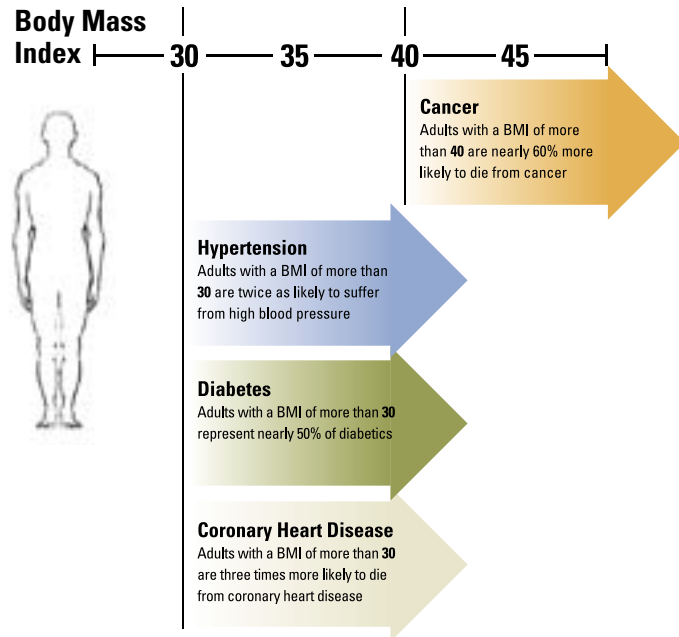 Body Mass
Index
30 35 40 45
Cancer
Adults with a BMI of more
than 40 are nearly 60% more
likely to die from cancer
Hypertension
Adults with a BMI of more than
30 are twice as likely to suffer
from high blood pressure
Diabetes
Adults with a BMI of more than 30
represent nearly 50% of diabetics
Coronary Heart Disease
Adults with a BMI of more than 30
are three times more likely to die
from coronary heart disease